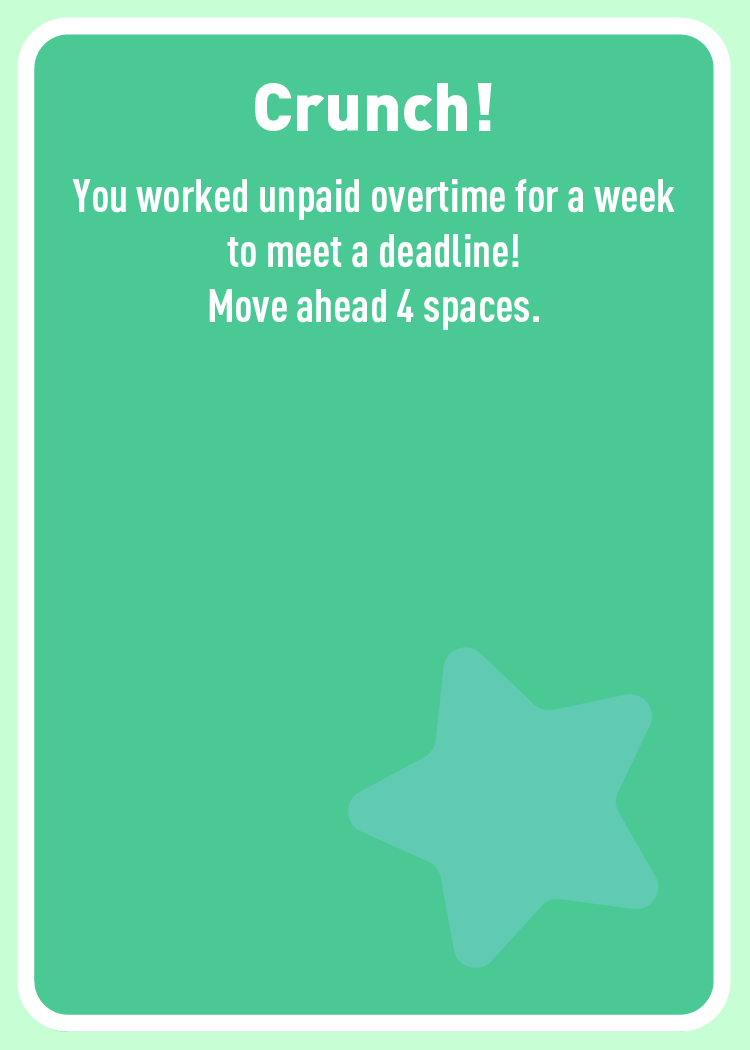 Crunch!
You worked unpaid overtime for a week
to meet a deadline!
Move ahead 4 spaces.